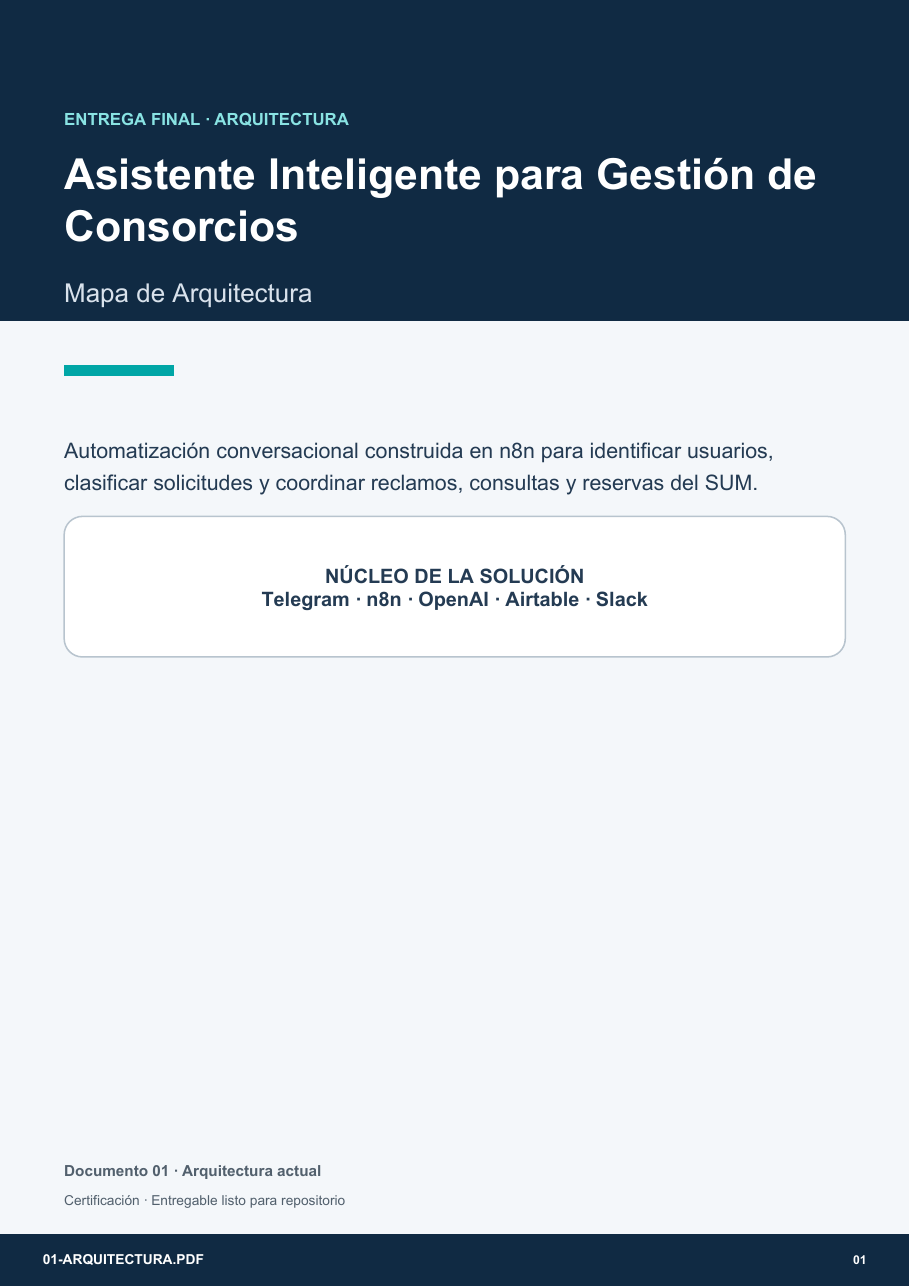 ENTREGA FINAL · ARQUITECTURA
Asistente Inteligente para Gestión de
Consorcios
Mapa de Arquitectura
Automatización conversacional construida en n8n para identificar usuarios,
clasificar solicitudes y coordinar reclamos, consultas y reservas del SUM.
NÚCLEO DE LA SOLUCIÓN
Telegram · n8n · OpenAI · Airtable · Slack
Documento 01 · Arquitectura actual
Certificación · Entregable listo para repositorio
01-ARQUITECTURA.PDF
01